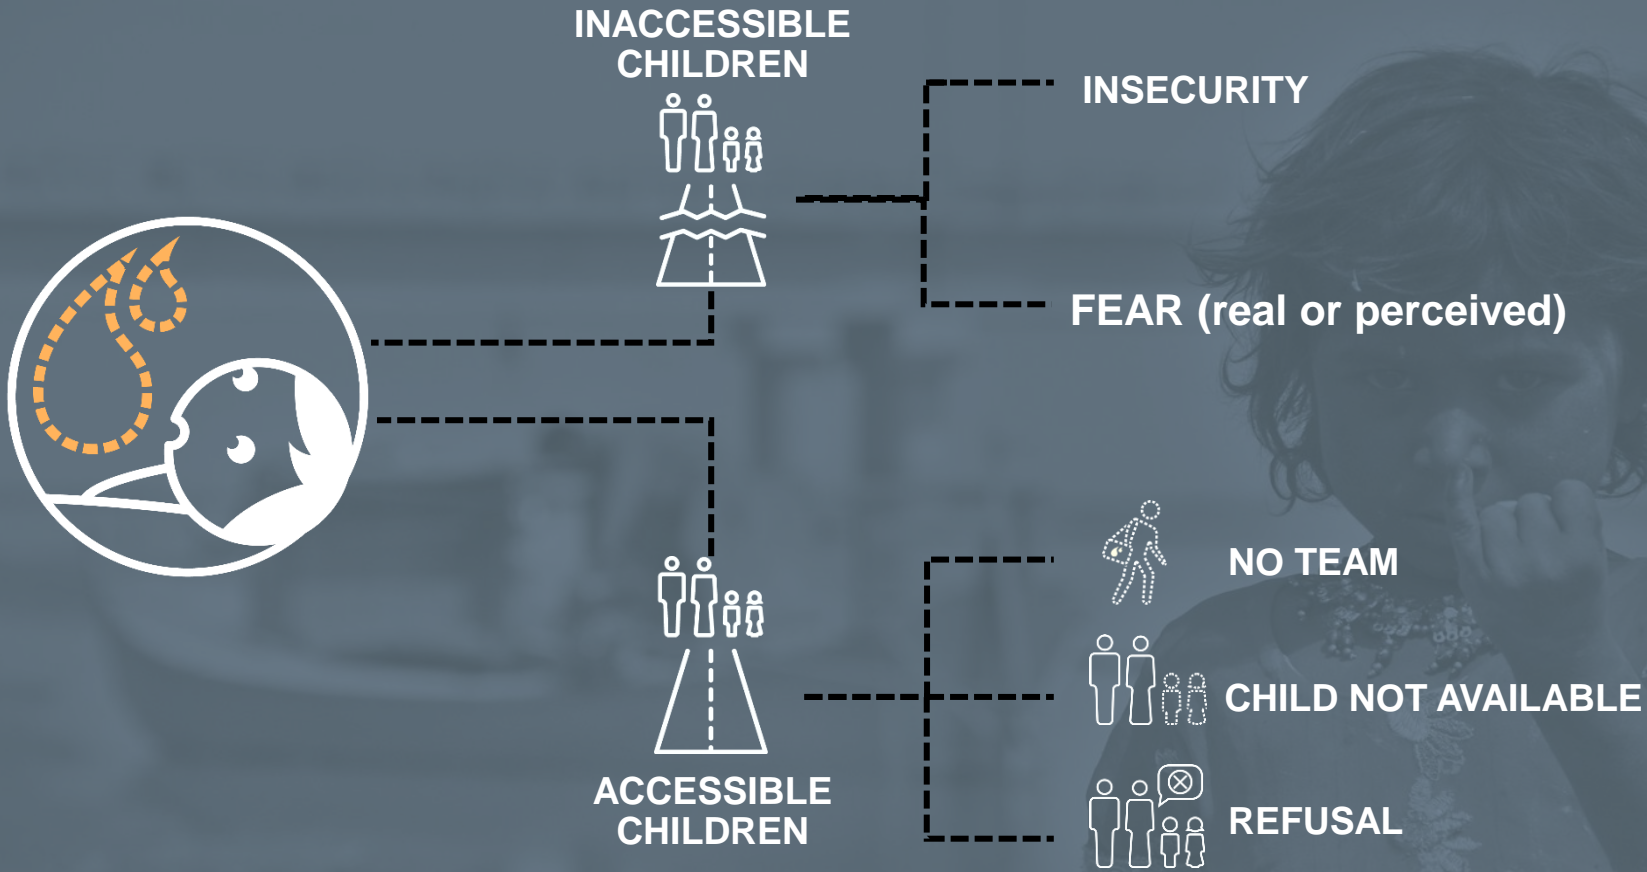 INACCESSIBLE
CHILDREN
INSECURITY
FEAR (real or perceived)
NO TEAM
CHILD NOT AVAILABLE
REFUSAL
ACCESSIBLE
CHILDREN